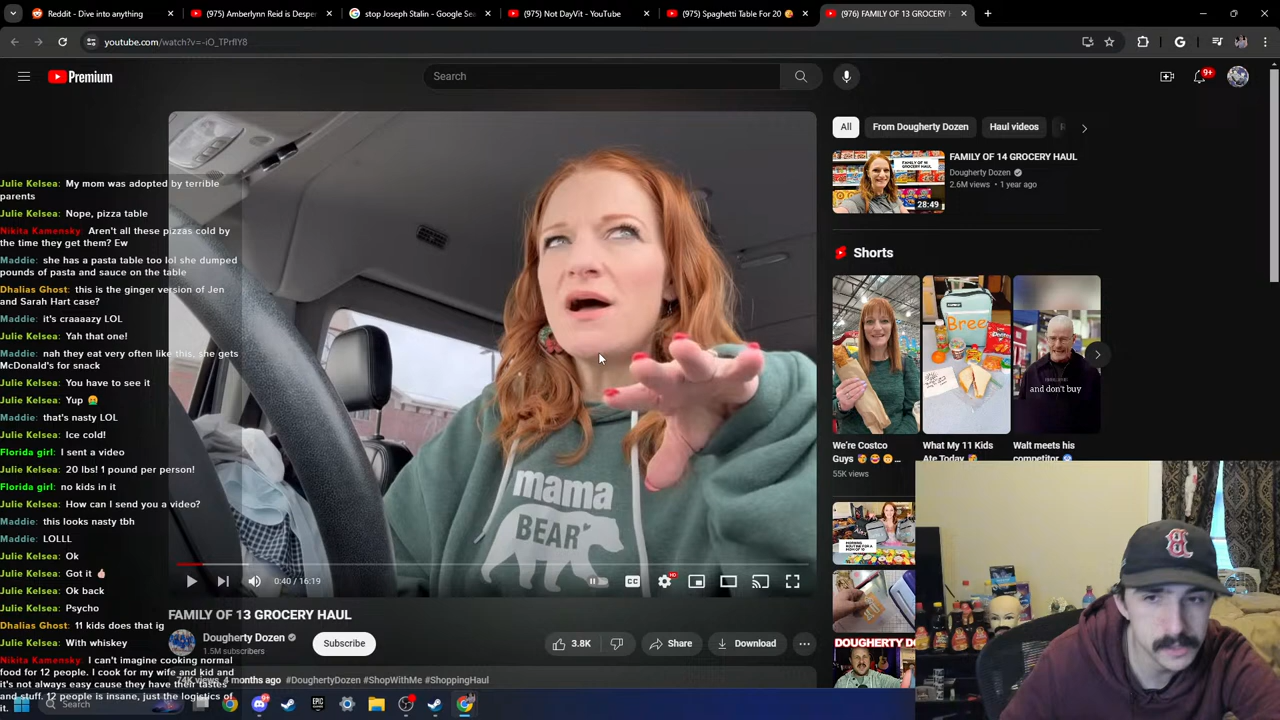 Reddit - Dive into anything
(975) Amberlynn Reid is Desper
stop Joseph Stalin - Google Sea
(975) Not DayVit - YouTube
(975) Spaghetti Table For 20
(976) FAMILY OF 13 GROCERY
youtube.com/watch?v=-iO_TPrfIY8
Premium
Search
9+
All
From Dougherty Dozen
Haul videos
FAMILY OF 14 GROCERY HAUL
Dougherty Dozen
2.6M views • 1 year ago
28:49
Shorts
Bree
and don't buy
We're Costco
Guys
55K views
What My 11 Kids
Ate Today
Walt meets his
competitor
Julie Kelsea: My mom was adopted by terrible
parents
Julie Kelsea: Nope, pizza table
Nikita Kamensky: Aren't all these pizzas cold by
the time they get them? Ew
Maddie: she has a pasta table too lol she dumped
pounds of pasta and sauce on the table
Dhalias Ghost: this is the ginger version of Jen
and Sarah Hart case?
Maddie: it's craaaazy LOL
Julie Kelsea: Yah that one!
Maddie: nah they eat very often like this, she gets
McDonald's for snack
Julie Kelsea: You have to see it
Julie Kelsea: Yup
Maddie: that's nasty LOL
Julie Kelsea: Ice cold!
Florida girl: I sent a video
Julie Kelsea: 20 lbs! 1 pound per person!
Florida girl: no kids in it
Julie Kelsea: How can I send you a video?
Maddie: this looks nasty tbh
Maddie: LOLLL
Julie Kelsea: Ok
Julie Kelsea: Got it
Julie Kelsea: Ok back
Julie Kelsea: Psycho
Dhalias Ghost: 11 kids does that ig
Julie Kelsea: With whiskey
Nikita Kamensky: I can't imagine cooking normal
food for 12 people. I cook for my wife and kid and
it's not always easy cause they have their tastes
and stuff. 12 people is insane, just the logistics of
it.
mama
BEAR
0:40 / 16:19
CC
HD
FAMILY OF 13 GROCERY HAUL
Dougherty Dozen
1.5M subscribers
Subscribe
3.8K
Share
Download
views 4 months ago #DoughertyDozen #ShopWithMe #ShoppingHaul
DOUGHERTY DO
Search
EPIC
B